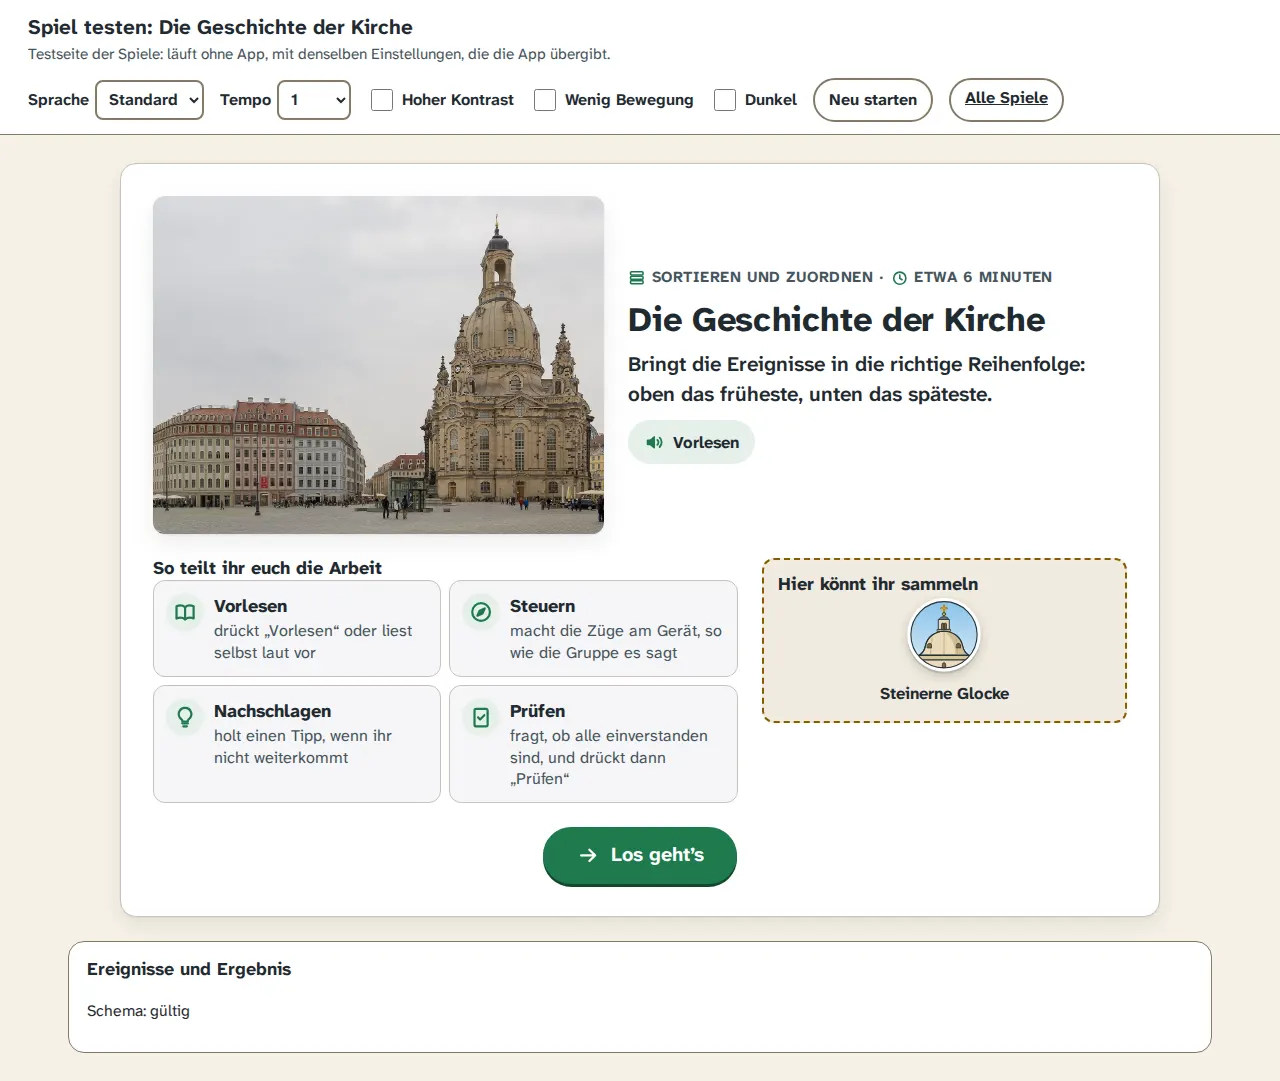 Spiel testen: Die Geschichte der Kirche
Testseite der Spiele: läuft ohne App, mit denselben Einstellungen, die die App übergibt.
Sprache Standard Tempo 1 Hoher Kontrast Wenig Bewegung Dunkel Neu starten Alle Spiele
SORTIEREN UND ZUORDNEN · ETWA 6 MINUTEN
Die Geschichte der Kirche
Bringt die Ereignisse in die richtige Reihenfolge:
oben das früheste, unten das späteste.
Vorlesen
So teilt ihr euch die Arbeit
Vorlesen
drückt „Vorlesen“ oder liest
selbst laut vor
Steuern
macht die Züge am Gerät, so
wie die Gruppe es sagt
Nachschlagen
holt einen Tipp, wenn ihr
nicht weiterkommt
Prüfen
fragt, ob alle einverstanden
sind, und drückt dann
„Prüfen“
Hier könnt ihr sammeln
Steinerne Glocke
Los geht’s
Ereignisse und Ergebnis
Schema: gültig